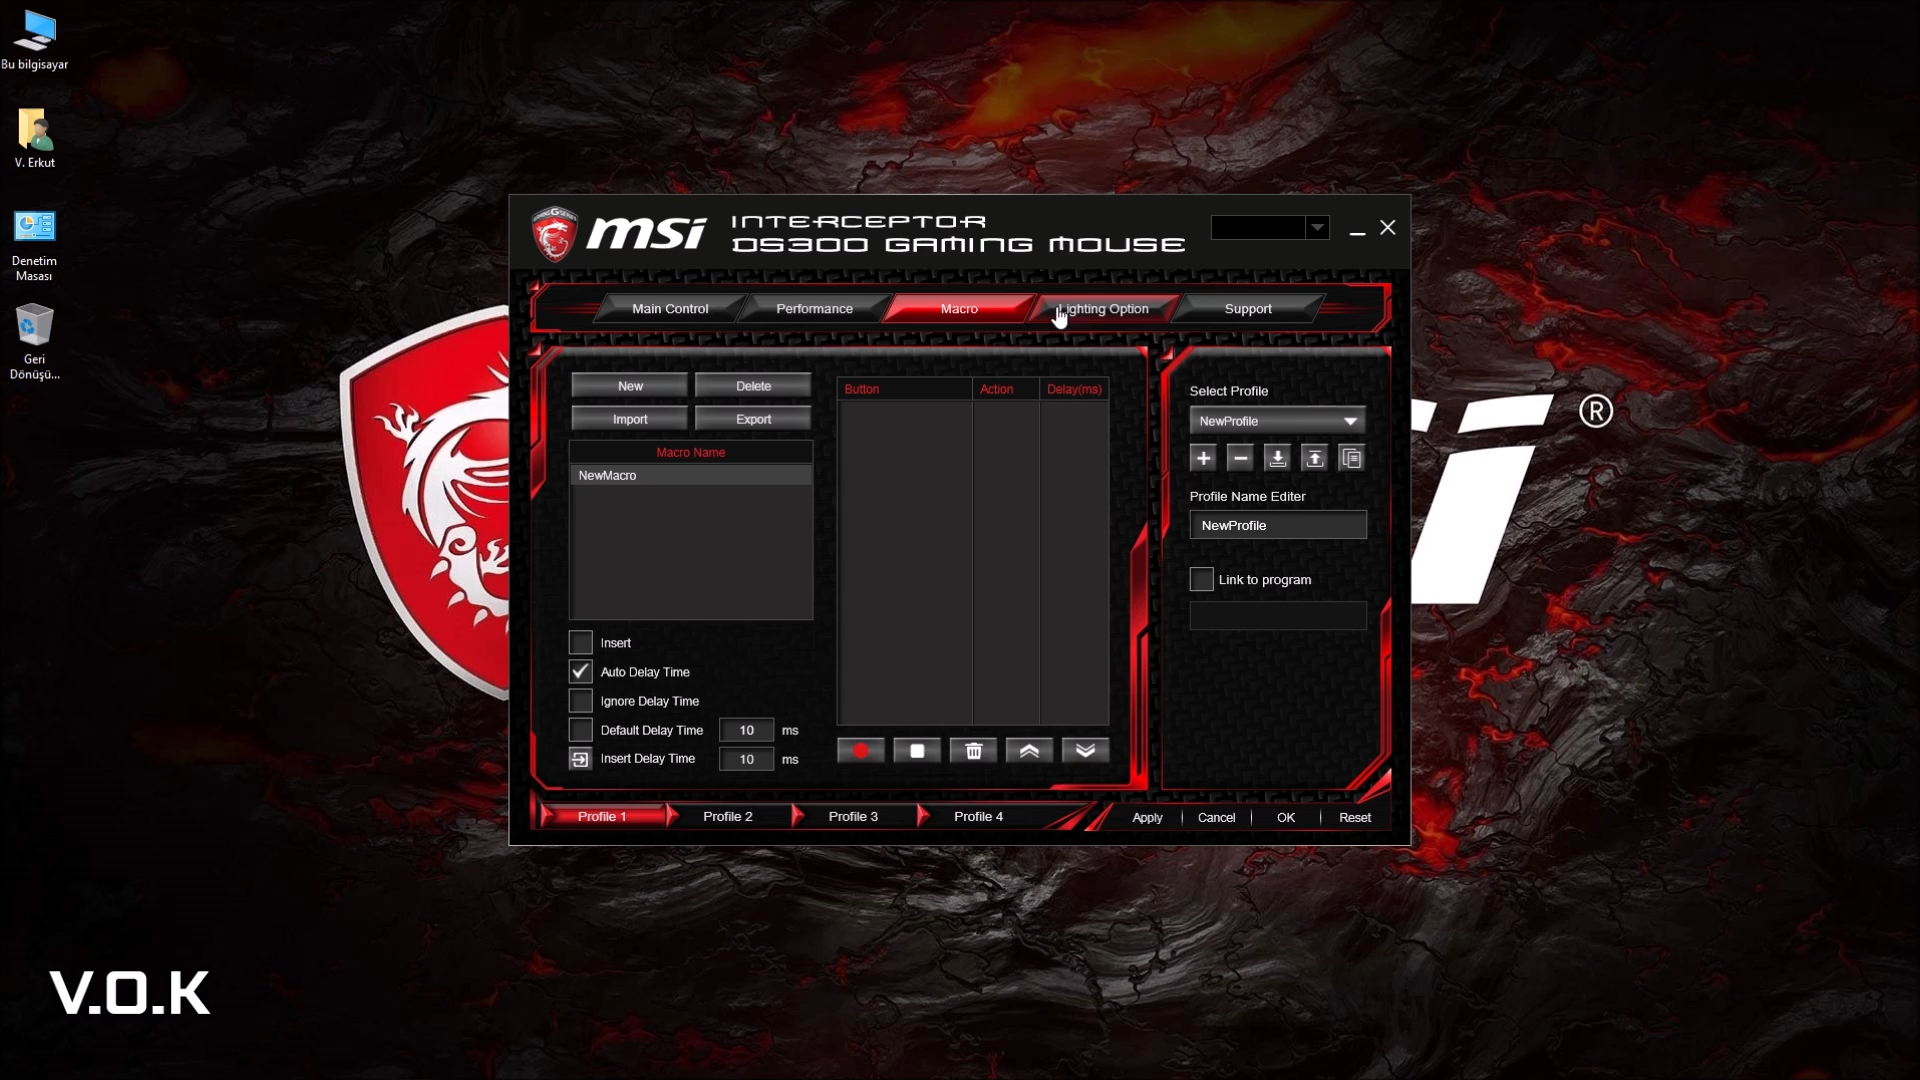 Bu bilgisayar
V. Erkut
Denetim
Masası
Geri
Dönüşü...
msi
INTERCEPTOR
DS300 GAMING MOUSE
Main Control
Performance
Macro
Lighting Option
Support
New
Delete
Import
Export
Macro Name
NewMacro
Insert
Auto Delay Time
Ignore Delay Time
Default Delay Time 10 ms
Insert Delay Time 10 ms
Button Action Delay(ms)
Select Profile
NewProfile
Profile Name Editer
NewProfile
Link to program
Profile 1
Profile 2
Profile 3
Profile 4
Apply
Cancel
OK
Reset
®
V.O.K